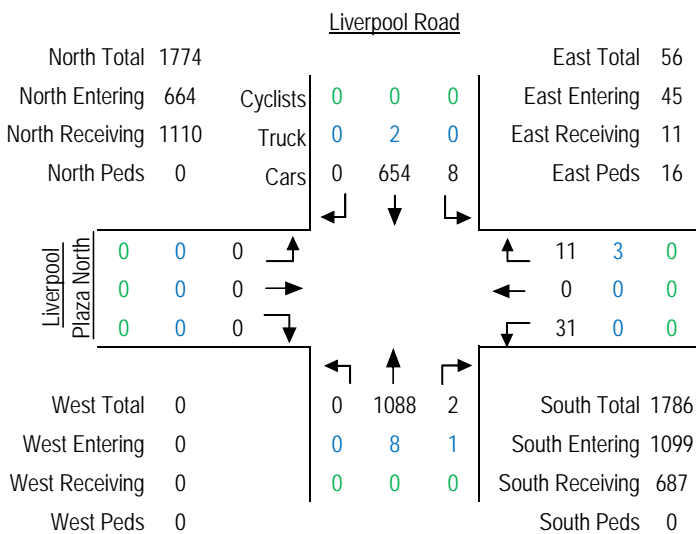 Liverpool Road
North Total 1774
East Total 56
North Entering 664
Cyclists 0 0 0
East Entering 45
North Receiving 1110
Truck 0 2 0
East Receiving 11
North Peds 0
Cars 0 654 8
East Peds 16
Liverpool
Plaza North
0 0 0
11 3 0
0 0 0
0 0 0
0 0 0
31 0 0
West Total 0
0 1088 2
South Total 1786
West Entering 0
0 8 1
South Entering 1099
West Receiving 0
0 0 0
South Receiving 687
West Peds 0
South Peds 0